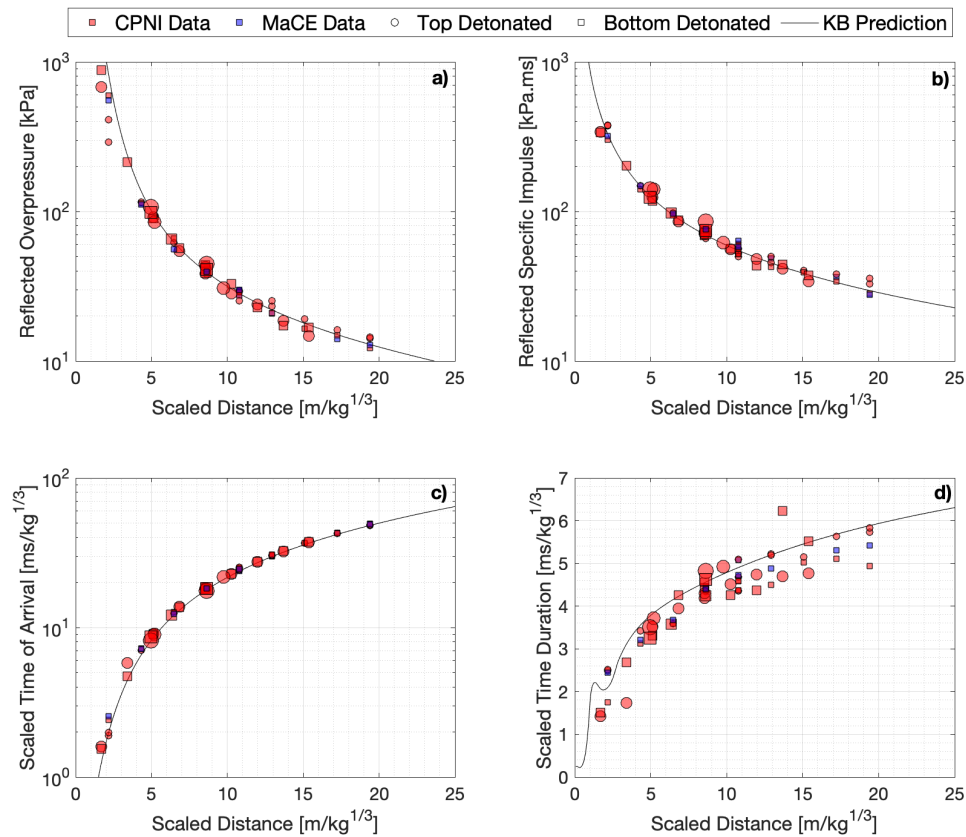 CPNI Data MaCE Data Top Detonated Bottom Detonated KB Prediction
a)
10^3
10^2
10^1
Reflected Overpressure [kPa]
0 5 10 15 20 25
Scaled Distance [m/kg^1/3]
b)
10^3
10^2
10^1
Reflected Specific Impulse [kPa.ms]
0 5 10 15 20 25
Scaled Distance [m/kg^1/3]
c)
10^2
10^1
10^0
Scaled Time of Arrival [ms/kg^1/3]
0 5 10 15 20 25
Scaled Distance [m/kg^1/3]
d)
7
6
5
4
3
2
1
0
Scaled Time Duration [ms/kg^1/3]
0 5 10 15 20 25
Scaled Distance [m/kg^1/3]